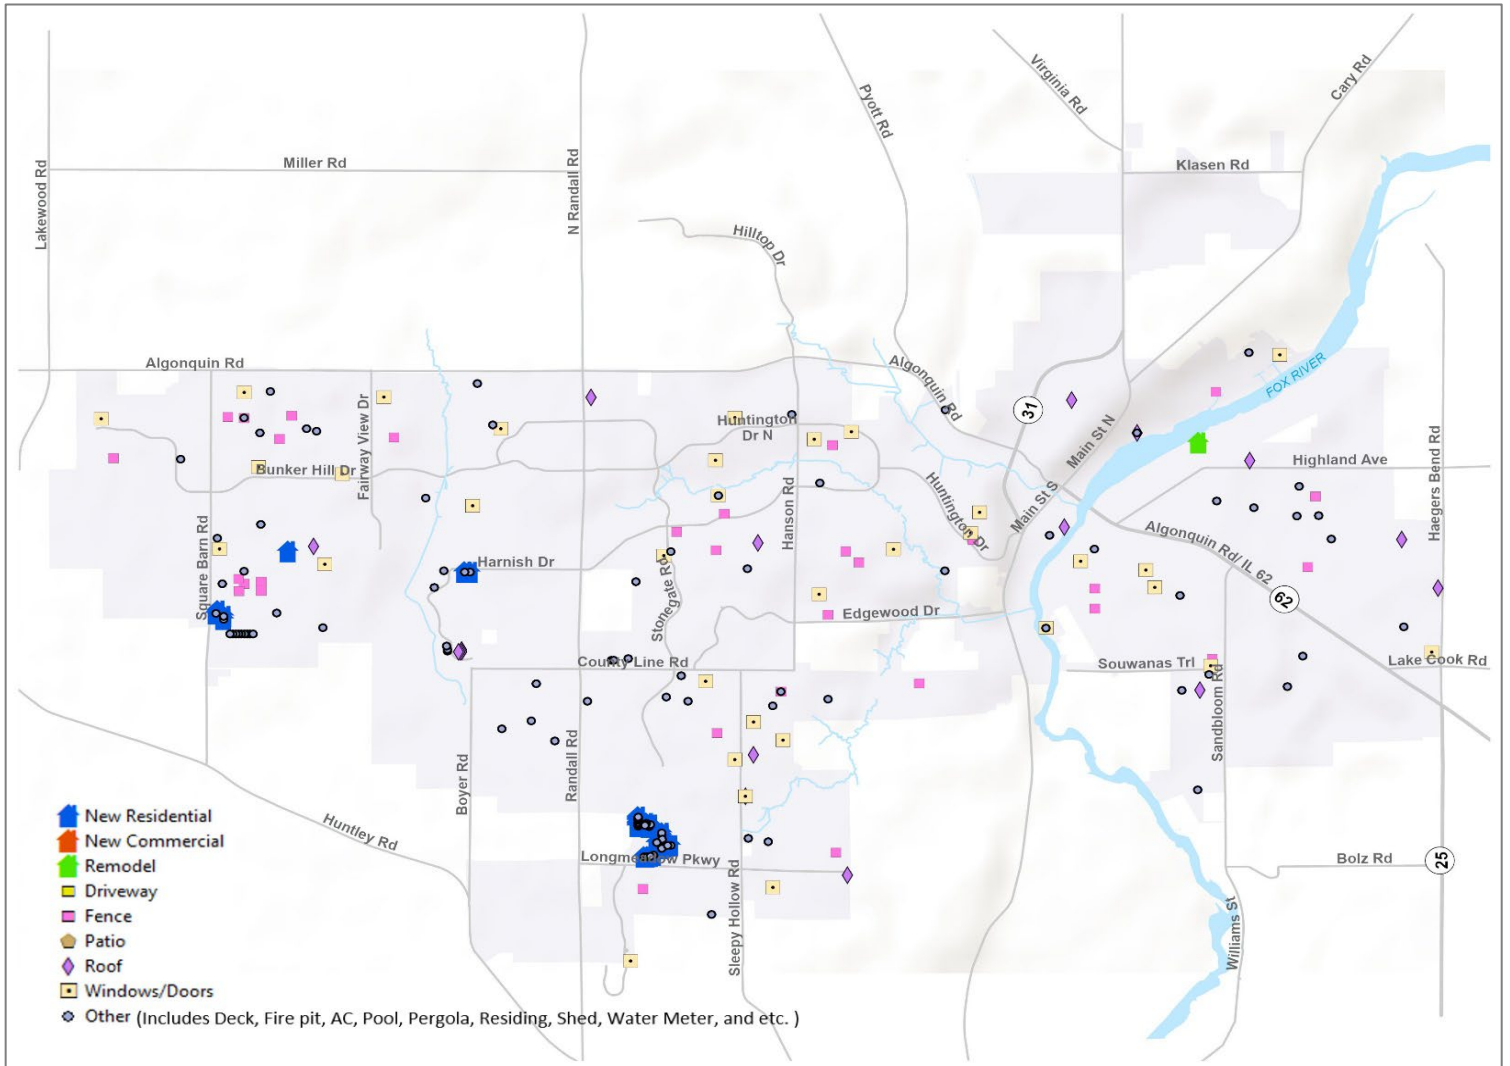 Virginia Rd
Cary Rd
Pyott Rd
Miller Rd
Klasen Rd
Lakewood Rd
N Randall Rd
Hilltop Dr
Algonquin Rd
Algonquin Rd
FOX RIVER
31
Fairway View Dr
Huntington
Dr N
Main St N
Bunker Hill Dr
Highland Ave
Haegers Bend Rd
Huntington Dr
Main St S
Hanson Rd
Square Barn Rd
Harnish Dr
Algonquin Rd/ IL 62
62
Stonegate Rd
Edgewood Dr
County Line Rd
Souwanas Trl
Lake Cook Rd
Sandbloom Rd
Boyer Rd
Randall Rd
Huntley Rd
Longmeadow Pkwy
Bolz Rd
25
Sleepy Hollow Rd
Williams St
New Residential
New Commercial
Remodel
Driveway
Fence
Patio
Roof
Windows/Doors
Other (Includes Deck, Fire pit, AC, Pool, Pergola, Residing, Shed, Water Meter, and etc. )